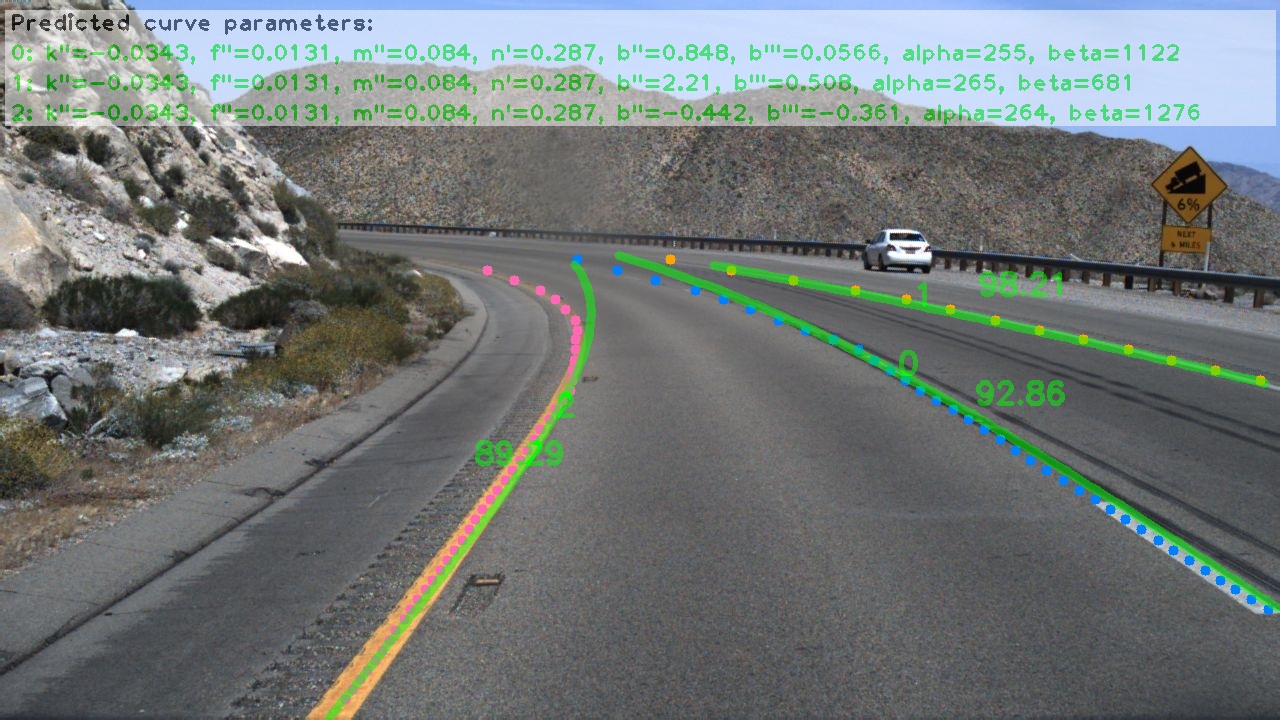 Predicted curve parameters:
0: k''=-0.0343, f''=0.0131, m''=0.084, n'=0.287, b''=0.848, b'''=0.0566, alpha=255, beta=1122
1: k''=-0.0343, f''=0.0131, m''=0.084, n'=0.287, b''=2.21, b'''=0.508, alpha=265, beta=681
2: k''=-0.0343, f''=0.0131, m''=0.084, n'=0.287, b''=-0.442, b'''=-0.361, alpha=264, beta=1276
6%
NEXT
6 MILES
1
98.21
0
92.86
2
89.29